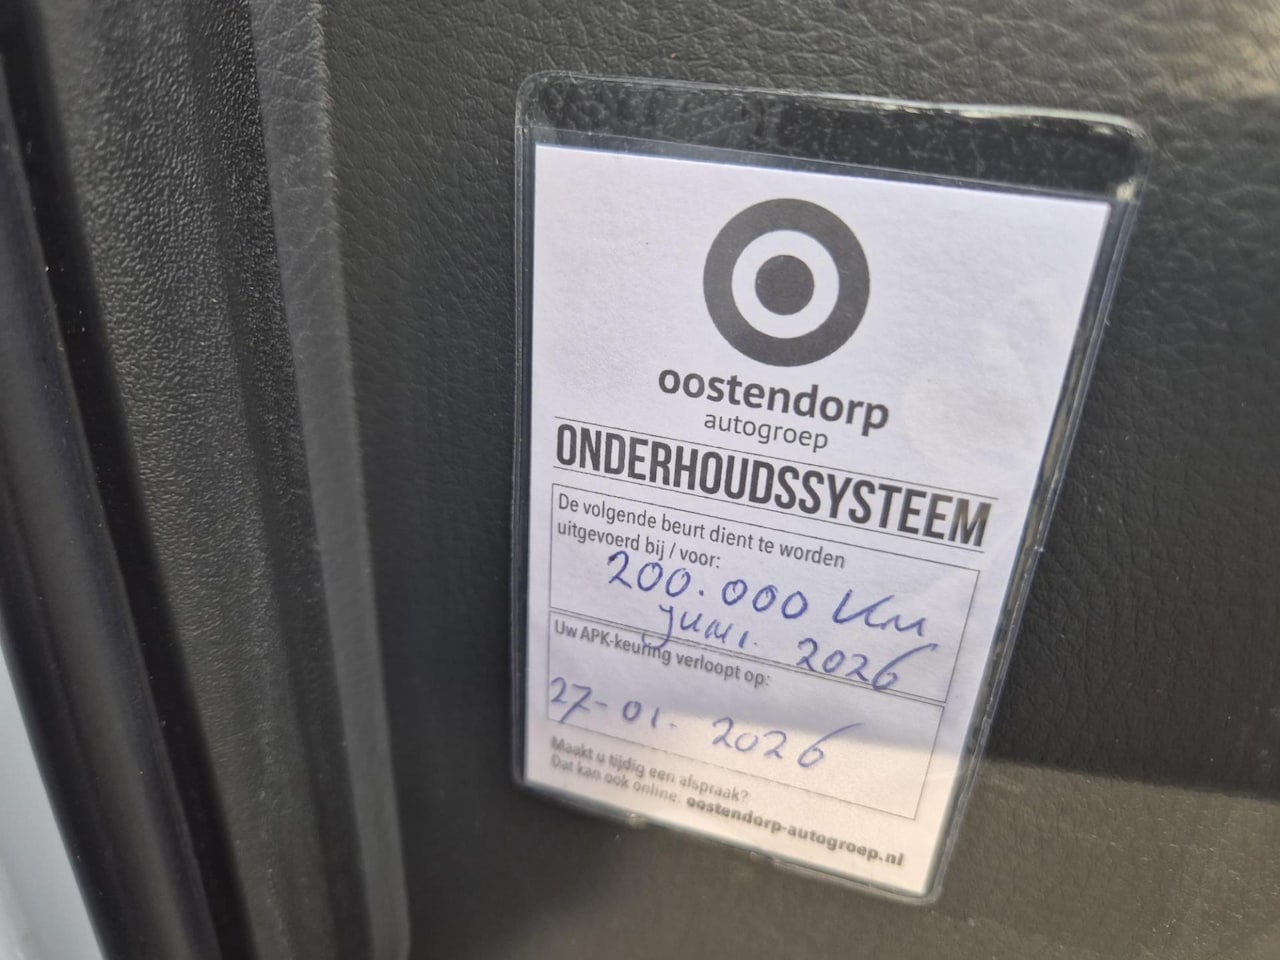 oostendorp
autogroep
ONDERHOUDSSYSTEEM
De volgende beurt dient te worden
uitgevoerd bij / voor:
200.000 Km
juni. 2026
Uw APK-keuring verloopt op:
27-01-2026
Maakt u tijdig een afspraak?
Dat kan ook online: oostendorp-autogroep.nl